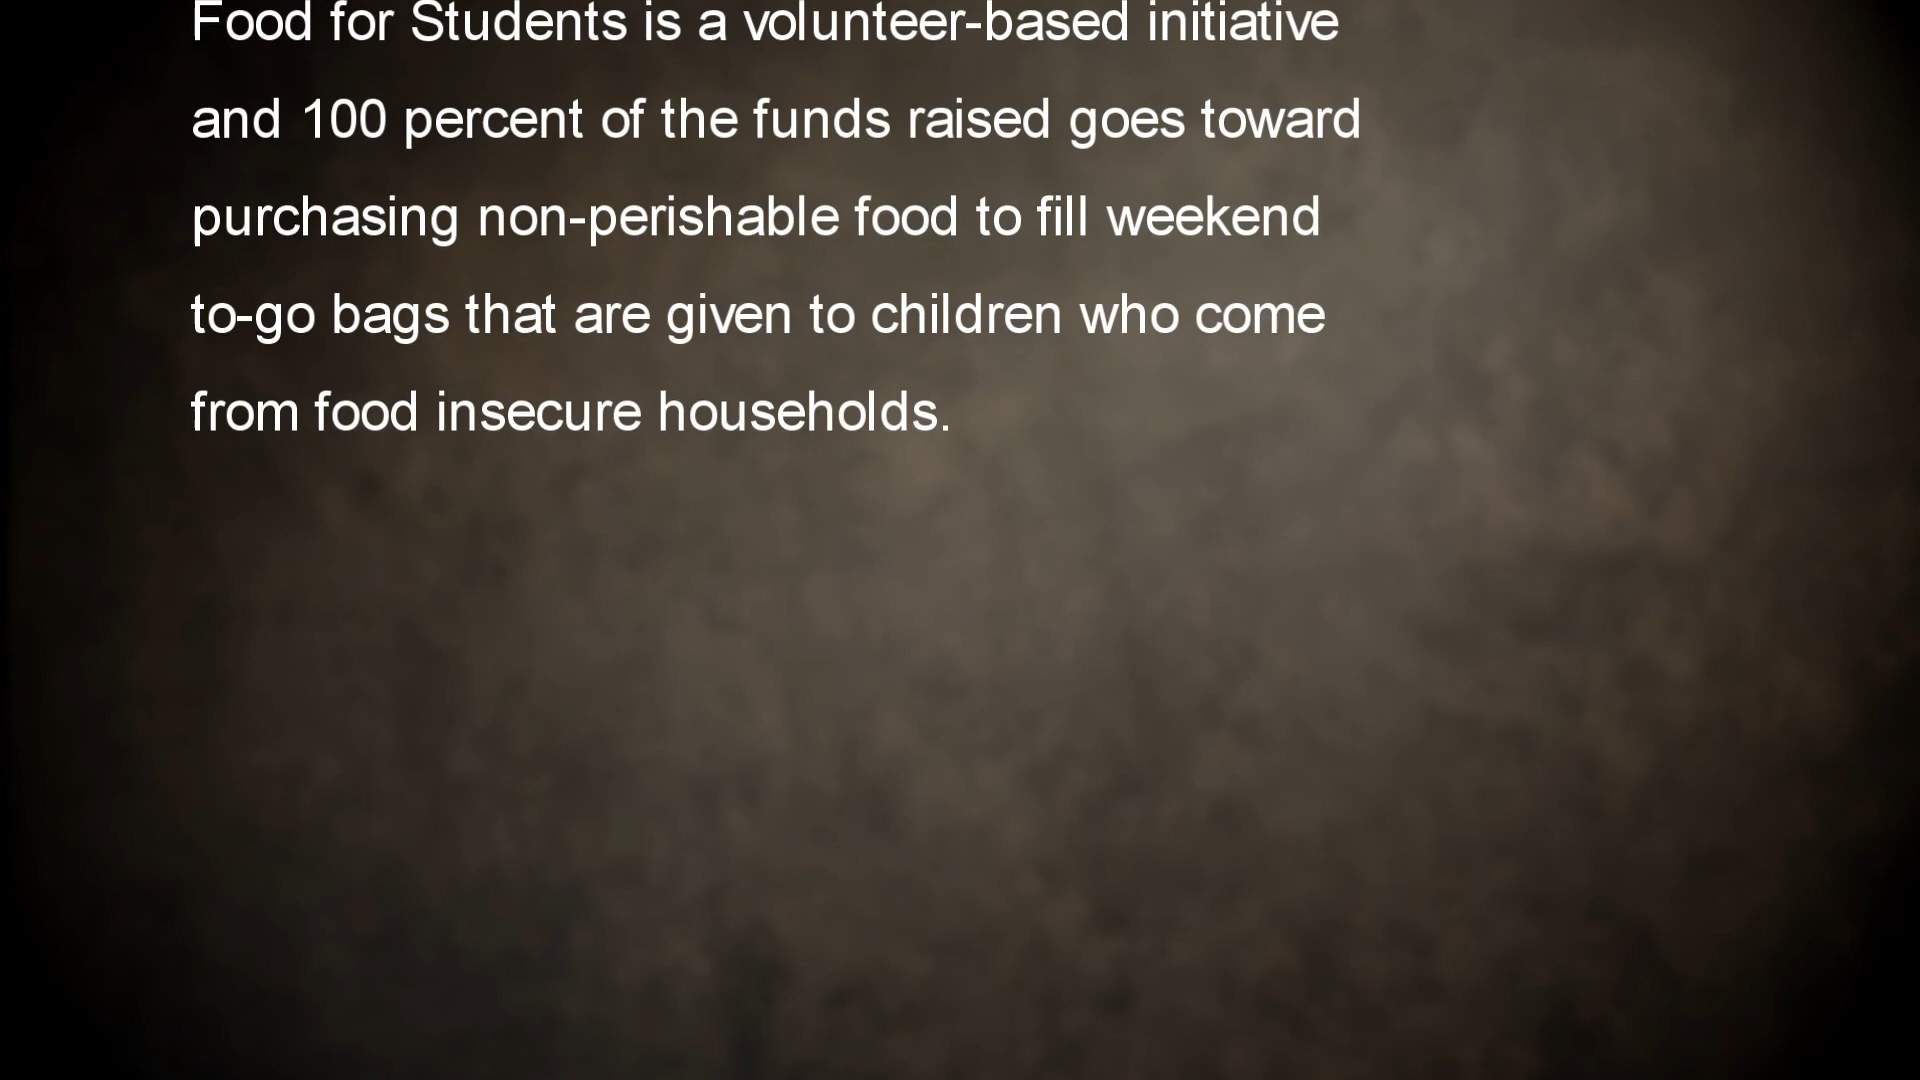 Food for Students is a volunteer-based initiative
and 100 percent of the funds raised goes toward
purchasing non-perishable food to fill weekend
to-go bags that are given to children who come
from food insecure households.